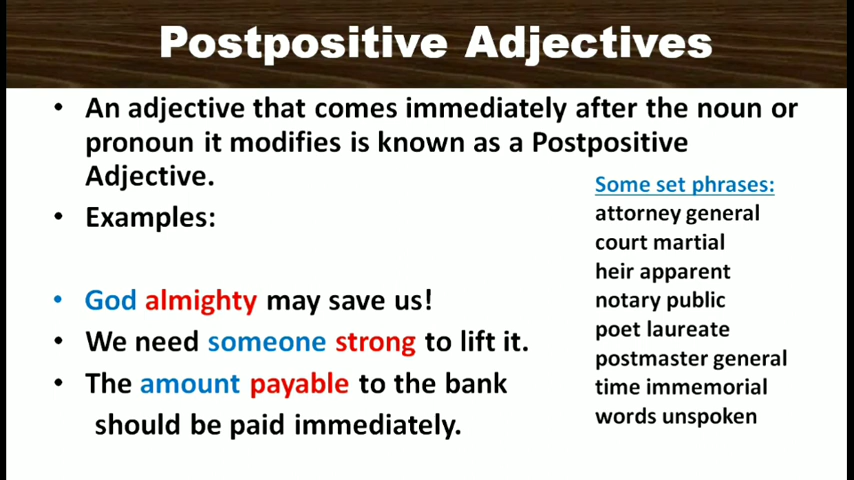 Postpositive Adjectives
• An adjective that comes immediately after the noun or
pronoun it modifies is known as a Postpositive
Adjective.
• Examples:
• God almighty may save us!
• We need someone strong to lift it.
• The amount payable to the bank
should be paid immediately.
Some set phrases:
attorney general
court martial
heir apparent
notary public
poet laureate
postmaster general
time immemorial
words unspoken